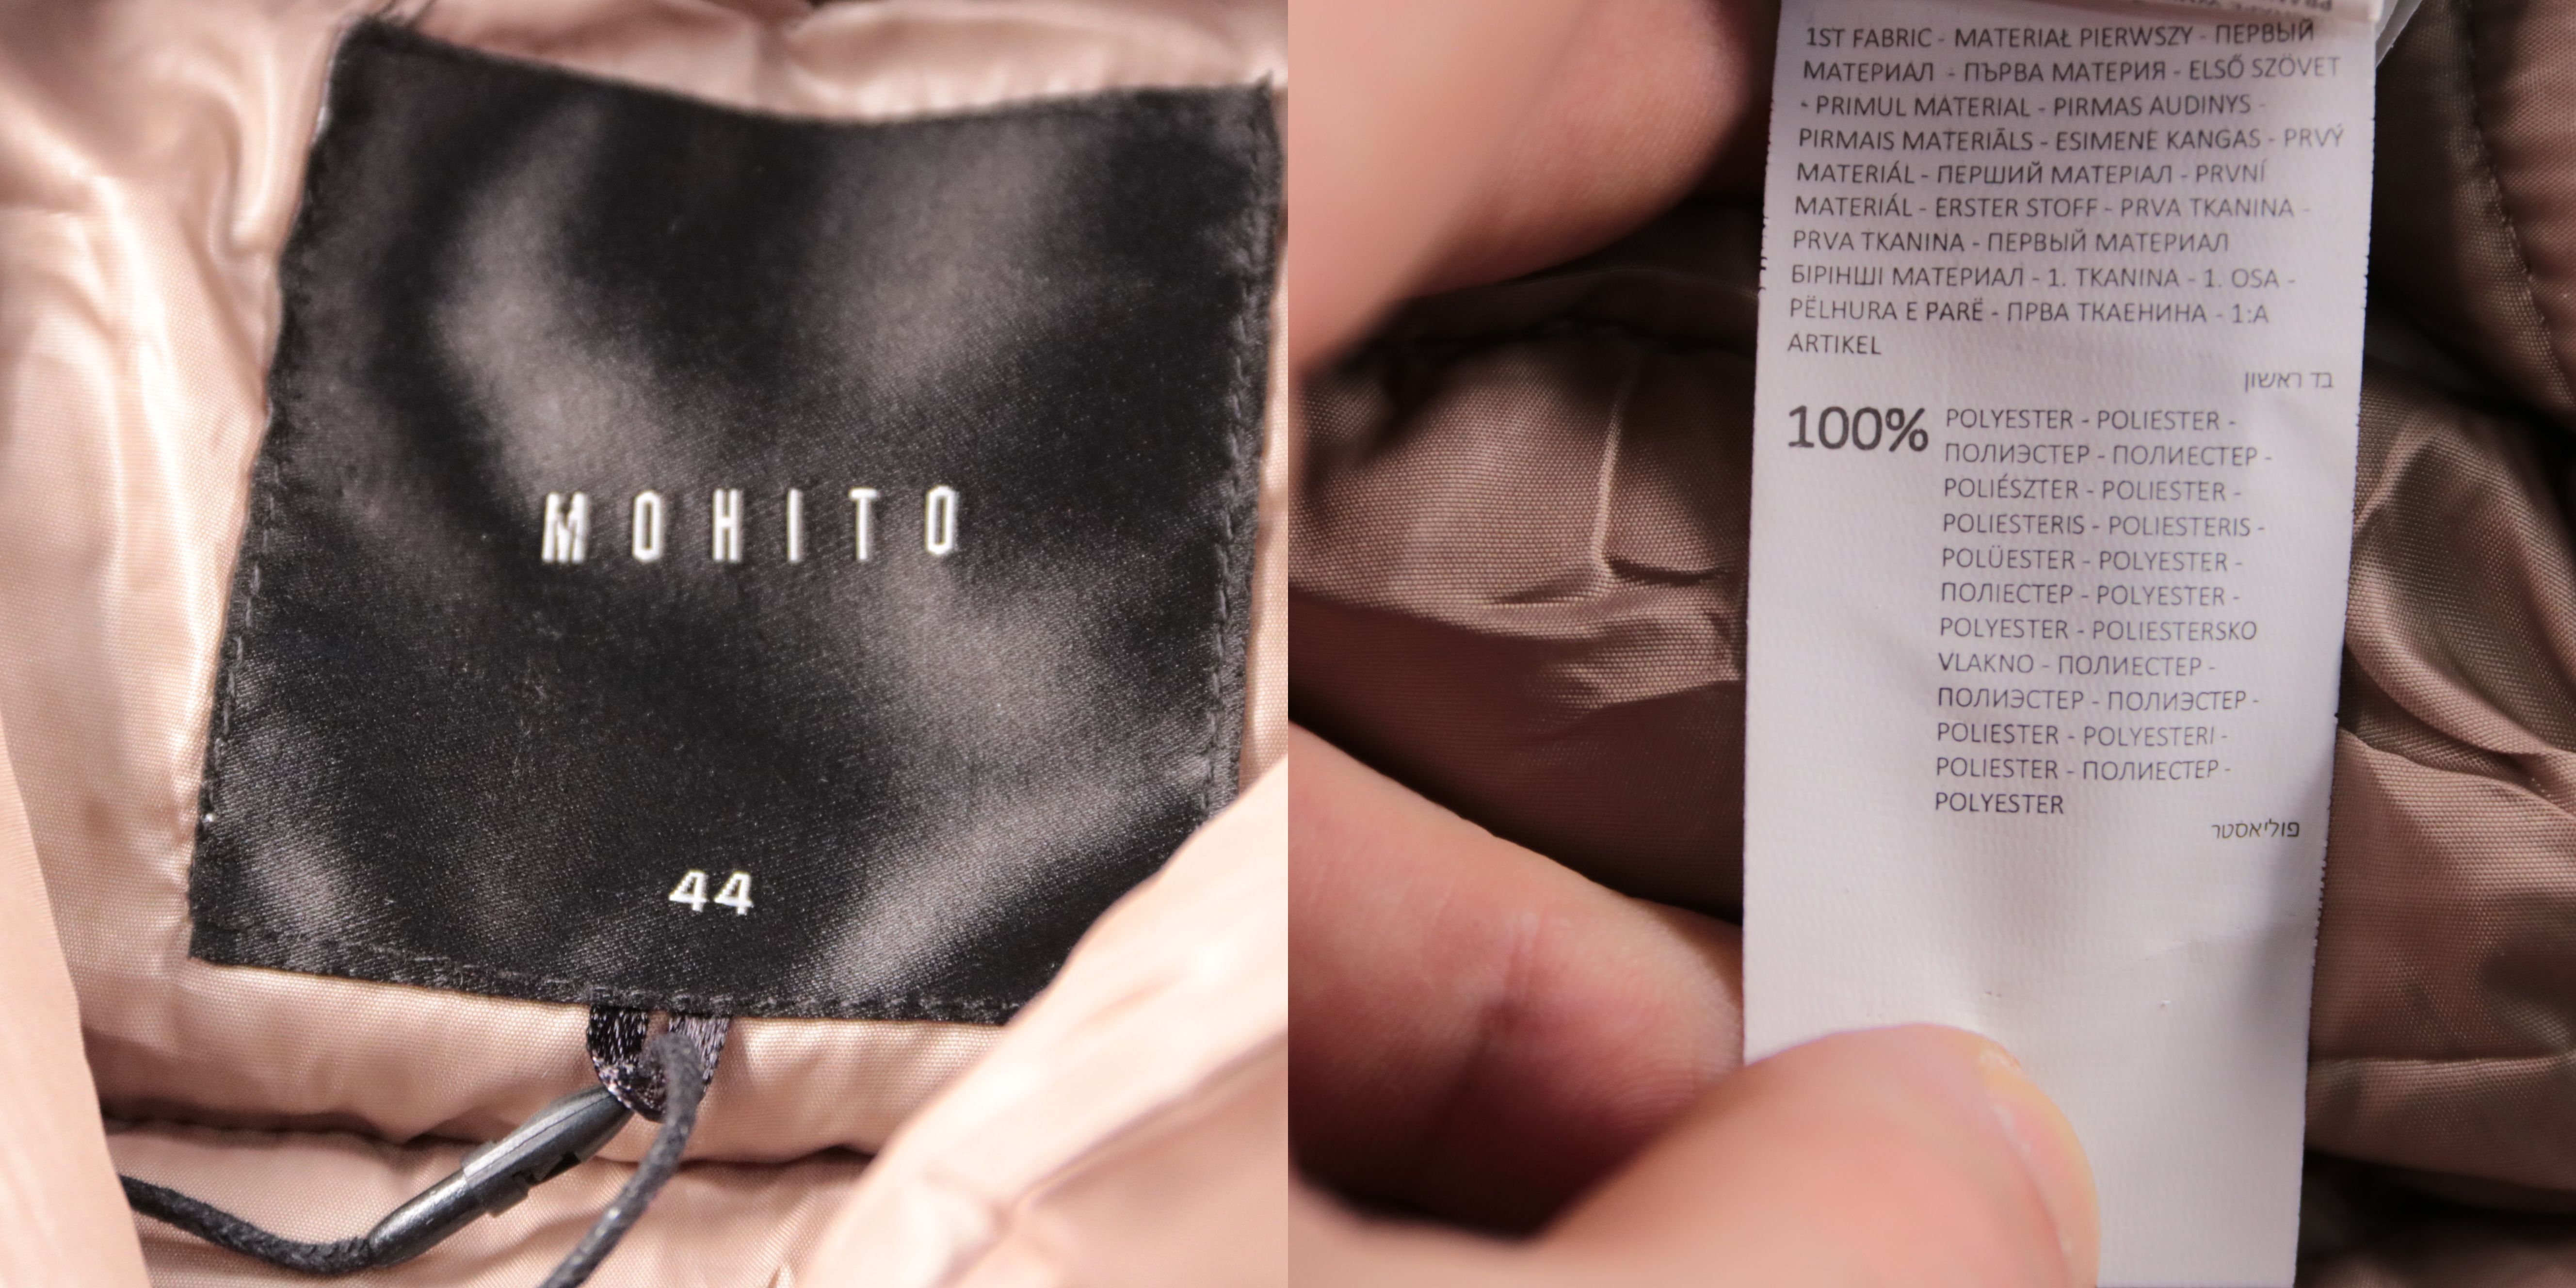 MOHITO
44
1ST FABRIC - MATERIAŁ PIERWSZY - ПЕРВЫЙ
МАТЕРИАЛ - ПЪРВА МАТЕРИЯ - ELSŐ SZÖVET
- PRIMUL MATERIAL - PIRMAS AUDINYS -
PIRMAIS MATERIĀLS - ESIMENE KANGAS - PRVÝ
MATERIÁL - ПЕРШИЙ МАТЕРІАЛ - PRVNÍ
MATERIÁL - ERSTER STOFF - PRVA TKANINA -
PRVA TKANINA - ПЕРВЫЙ МАТЕРИАЛ
БІРІНШІ МАТЕРИАЛ - 1. TKANINA - 1. OSA -
PËLHURA E PARË - ПРВА ТКАЕНИНА - 1:A
ARTIKEL
בד ראשון
100% POLYESTER - POLIESTER -
ПОЛИЭСТЕР - ПОЛИЕСТЕР -
POLIÉSZTER - POLIESTER -
POLIESTERIS - POLIESTERIS -
POLÜESTER - POLYESTER -
ПОЛІЕСТЕР - POLYESTER -
POLYESTER - POLIESTERSKO
VLAKNO - ПОЛИЕСТЕР -
ПОЛИЭСТЕР - ПОЛИЭСТЕР -
POLIESTER - POLYESTERI -
POLIESTER - ПОЛИЕСТЕР -
POLYESTER
פוליאסטר